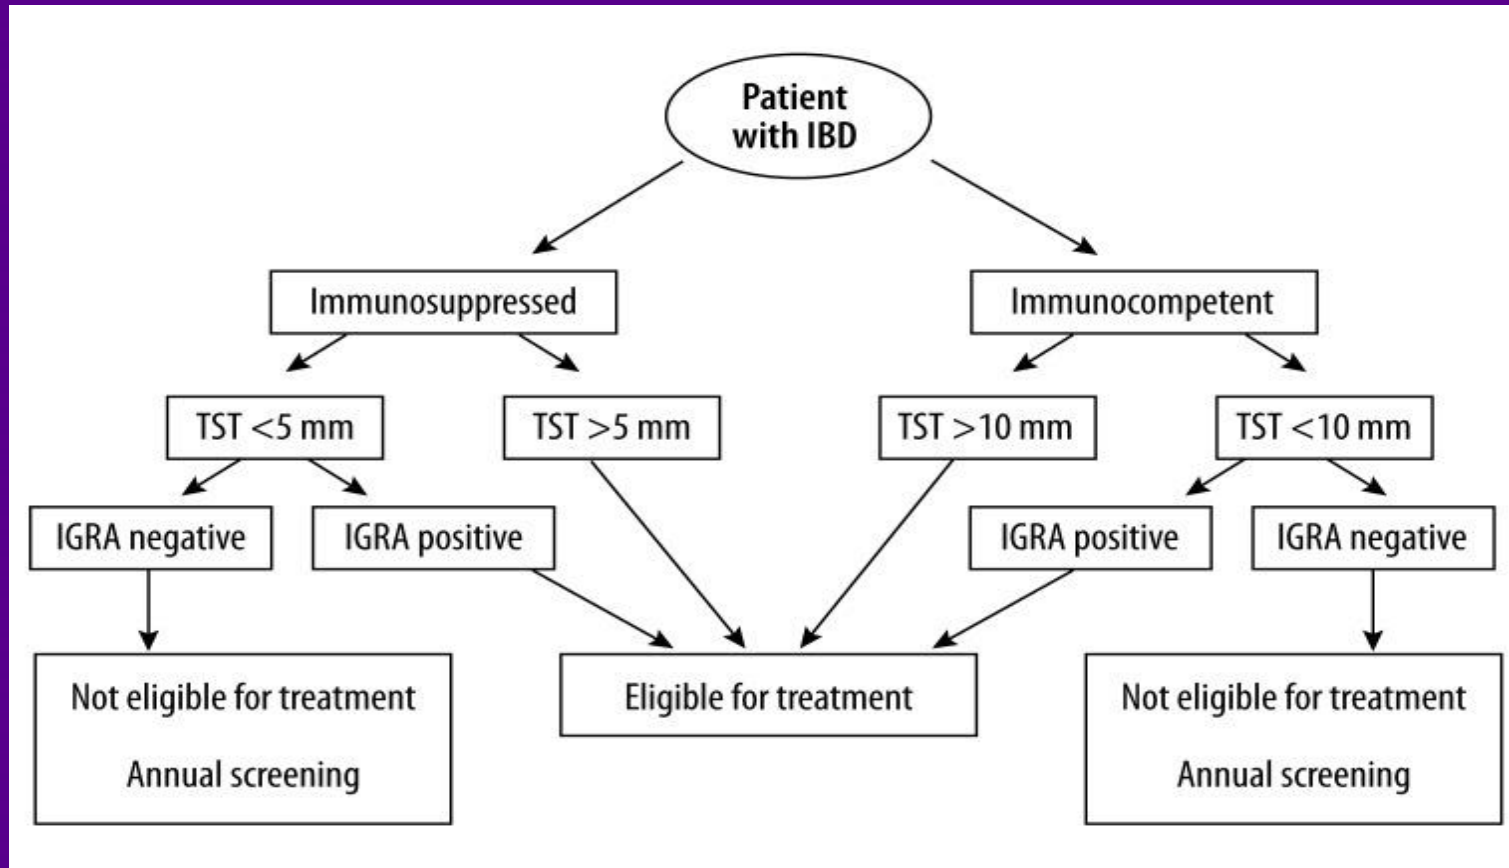 Patient
with IBD
Immunosuppressed
Immunocompetent
TST <5 mm
TST >5 mm
TST >10 mm
TST <10 mm
IGRA negative
IGRA positive
IGRA positive
IGRA negative
Not eligible for treatment
Annual screening
Eligible for treatment
Not eligible for treatment
Annual screening